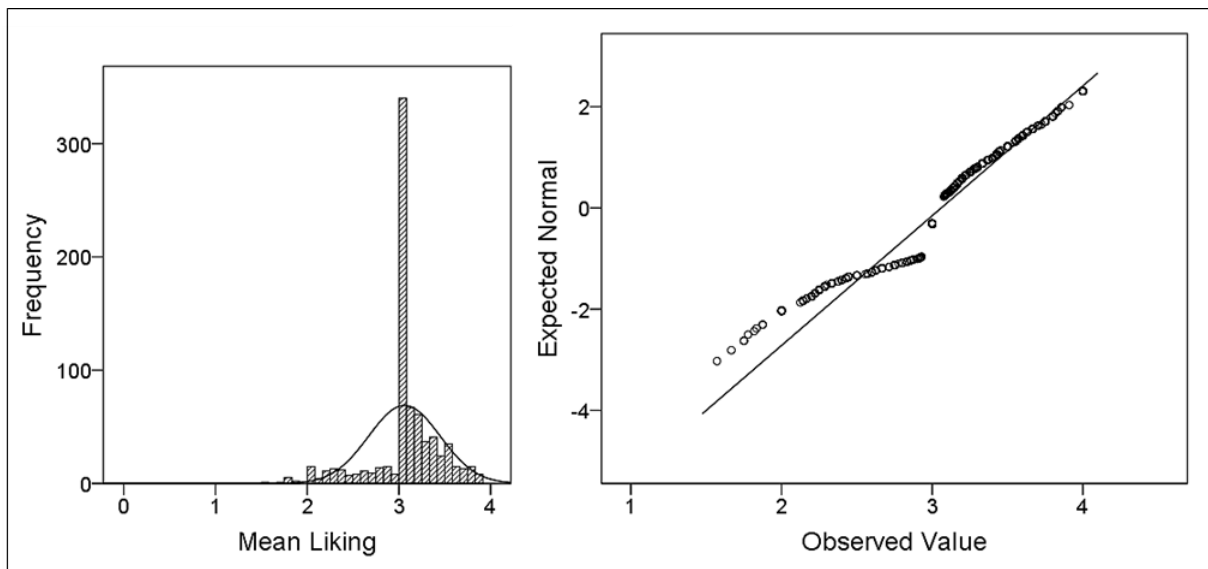 300
200
100
0
Frequency
0 1 2 3 4
Mean Liking
2
0
-2
-4
Expected Normal
1 2 3 4
Observed Value